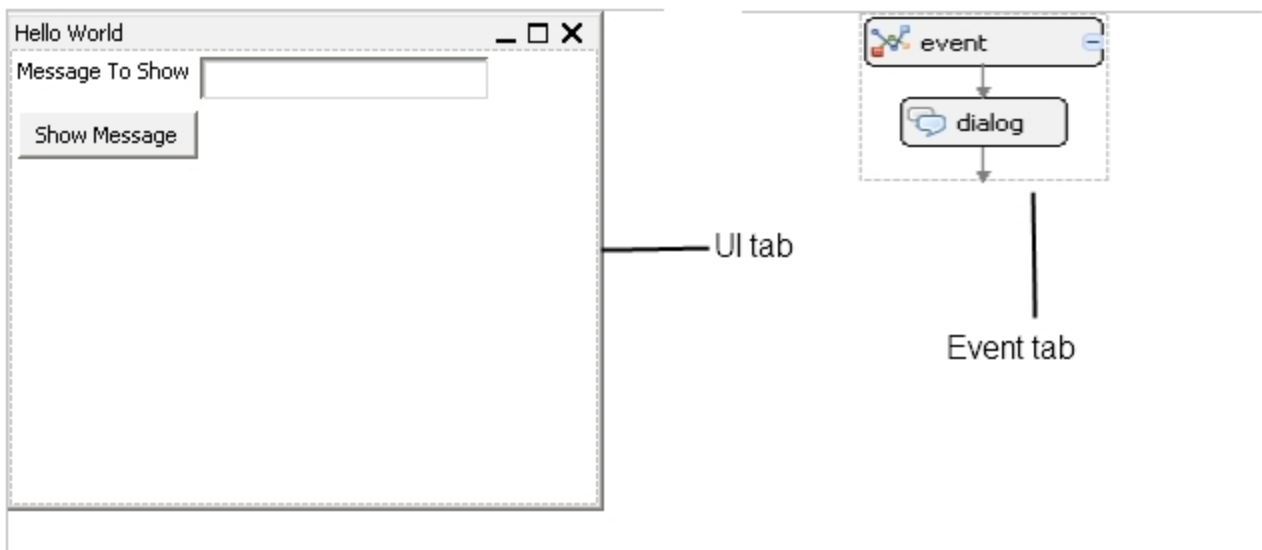 Hello World
Message To Show
Show Message
UI tab
event
dialog
Event tab